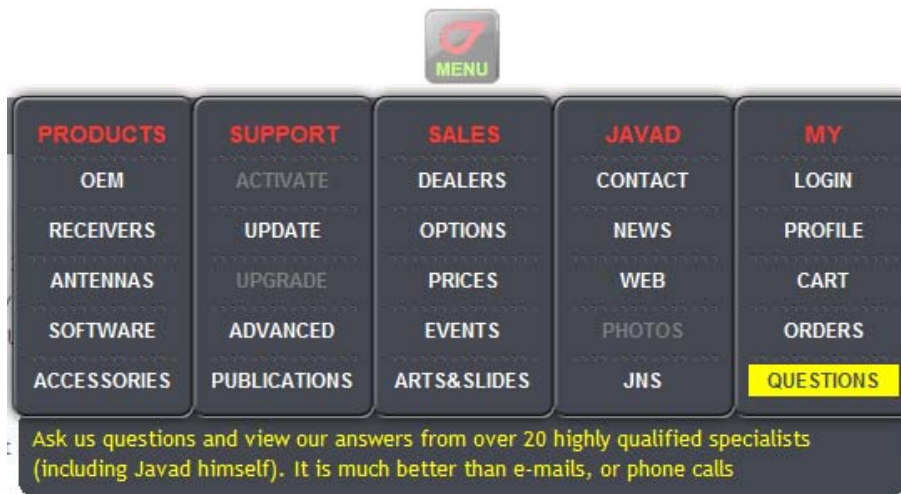 MENU
PRODUCTS SUPPORT SALES JAVAD MY
OEM ACTIVATE DEALERS CONTACT LOGIN
RECEIVERS UPDATE OPTIONS NEWS PROFILE
ANTENNAS UPGRADE PRICES WEB CART
SOFTWARE ADVANCED EVENTS PHOTOS ORDERS
ACCESSORIES PUBLICATIONS ARTS&SLIDES JNS QUESTIONS
Ask us questions and view our answers from over 20 highly qualified specialists
(including Javad himself). It is much better than e-mails, or phone calls